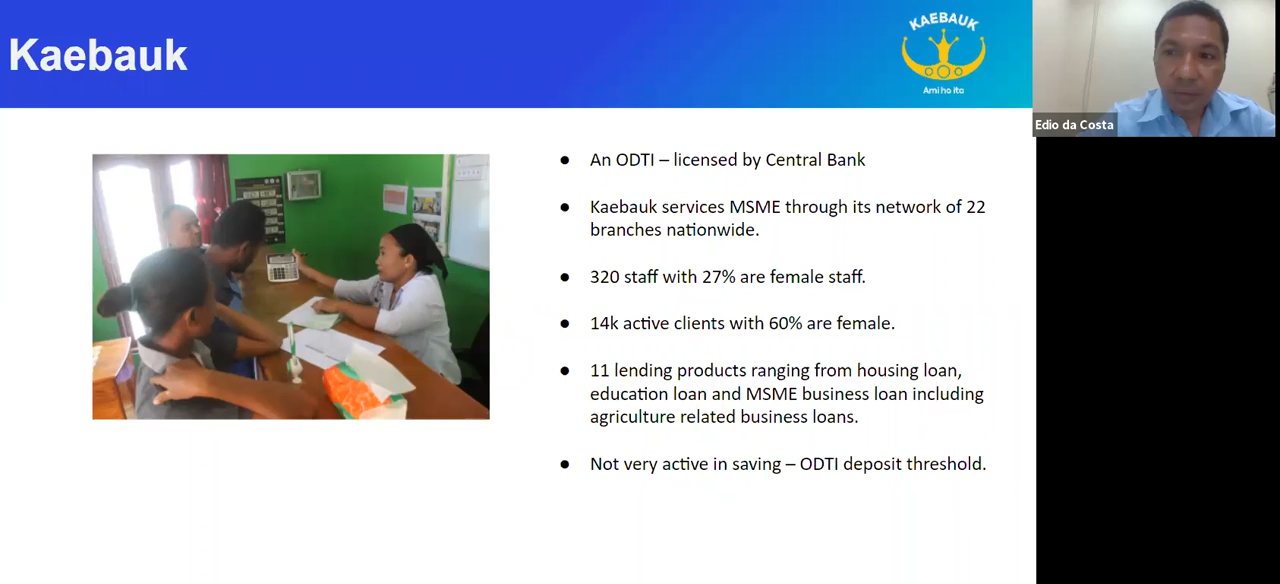 Kaebauk
KAEBAUK
Ami ho ita
Edio da Costa
● An ODTI – licensed by Central Bank
● Kaebauk services MSME through its network of 22
branches nationwide.
● 320 staff with 27% are female staff.
● 14k active clients with 60% are female.
● 11 lending products ranging from housing loan,
education loan and MSME business loan including
agriculture related business loans.
● Not very active in saving – ODTI deposit threshold.